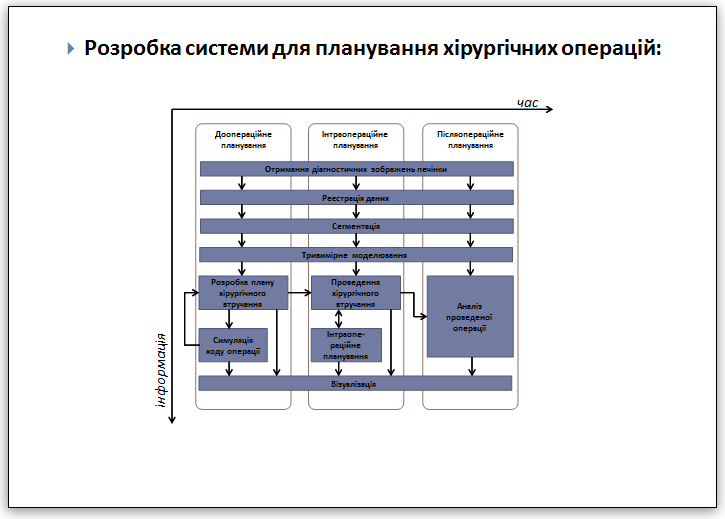 Розробка системи для планування хірургічних операцій:
час
Доопераційне
планування
Інтраопераційне
планування
Післяопераційне
планування
Отримання діагностичних зображень печінки
Реєстрація даних
Сегментація
Тривимірне моделювання
Розробка плану
хірургічного
втручання
Проведення
хірургічного
втручання
Аналіз
проведеної
операції
Симуляція
ходу операції
Інтраопе-
раційне
планування
Візуалізація
інформація